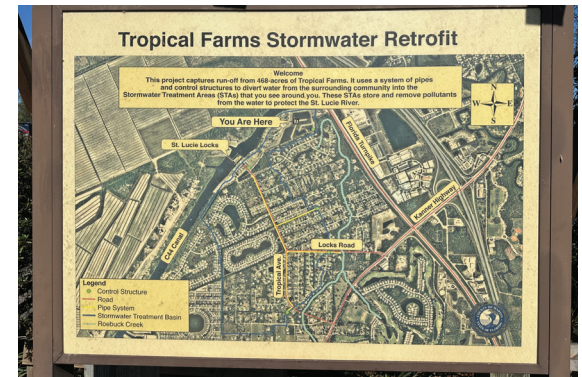 Tropical Farms Stormwater Retrofit
Welcome
This project captures run-off from 468-acres of Tropical Farms. It uses a system of pipes
and control structures to divert water from the surrounding community into the
Stormwater Treatment Areas (STAs) that you see around you. These STAs store and remove pollutants
from the water to protect the St. Lucie River.
N
W E
S
You Are Here
St. Lucie Locks
Florida Turnpike
Kanner Highway
C44 Canal
Locks Road
Tropical Ave.
Legend
Control Structure
Road
Pipe System
Stormwater Treatment Basin
Roebuck Creek